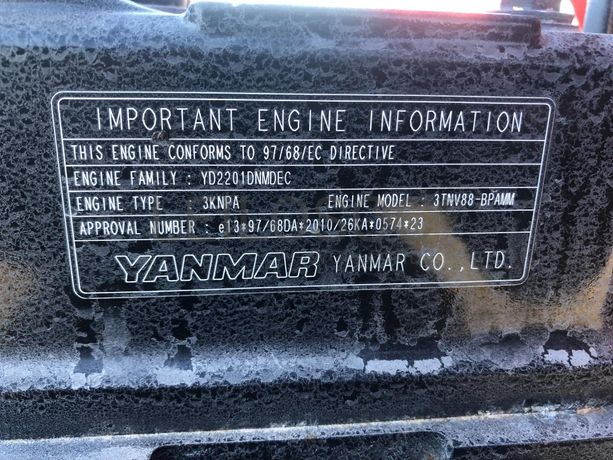 IMPORTANT ENGINE INFORMATION
THIS ENGINE CONFORMS TO 97/68/EC DIRECTIVE
ENGINE FAMILY : YD2201DNMDEC
ENGINE TYPE : 3KNPA ENGINE MODEL : 3TNV88-BPAMM
APPROVAL NUMBER : e13*97/68DA*2010/26KA*0574*23
YANMAR YANMAR CO.,LTD.